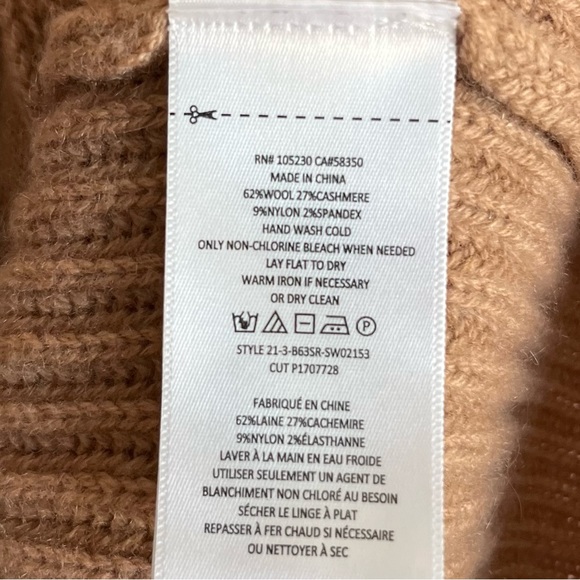 RN# 105230 CA#58350
MADE IN CHINA
62%WOOL 27%CASHMERE
9%NYLON 2%SPANDEX
HAND WASH COLD
ONLY NON-CHLORINE BLEACH WHEN NEEDED
LAY FLAT TO DRY
WARM IRON IF NECESSARY
OR DRY CLEAN
P
STYLE 21-3-B63SR-SW02153
CUT P1707728
FABRIQUÉ EN CHINE
62%LAINE 27%CACHEMIRE
9%NYLON 2%ÉLASTHANNE
LAVER À LA MAIN EN EAU FROIDE
UTILISER SEULEMENT UN AGENT DE
BLANCHIMENT NON CHLORÉ AU BESOIN
SÉCHER LE LINGE À PLAT
REPASSER À FER CHAUD SI NÉCESSAIRE
OU NETTOYER À SEC